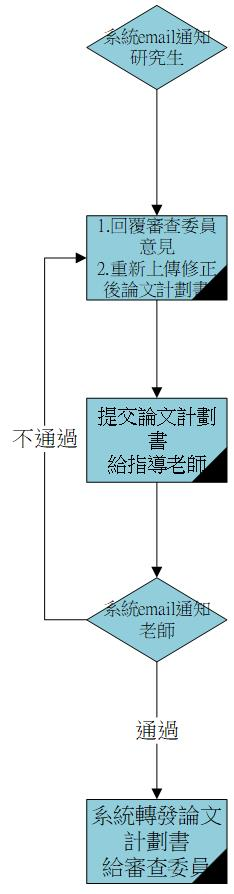 系統email通知
研究生
1.回覆審查委員
意見
2.重新上傳修正
後論文計劃書
提交論文計劃
書
給指導老師
不通過
系統email通知
老師
通過
系統轉發論文
計劃書
給審查委員